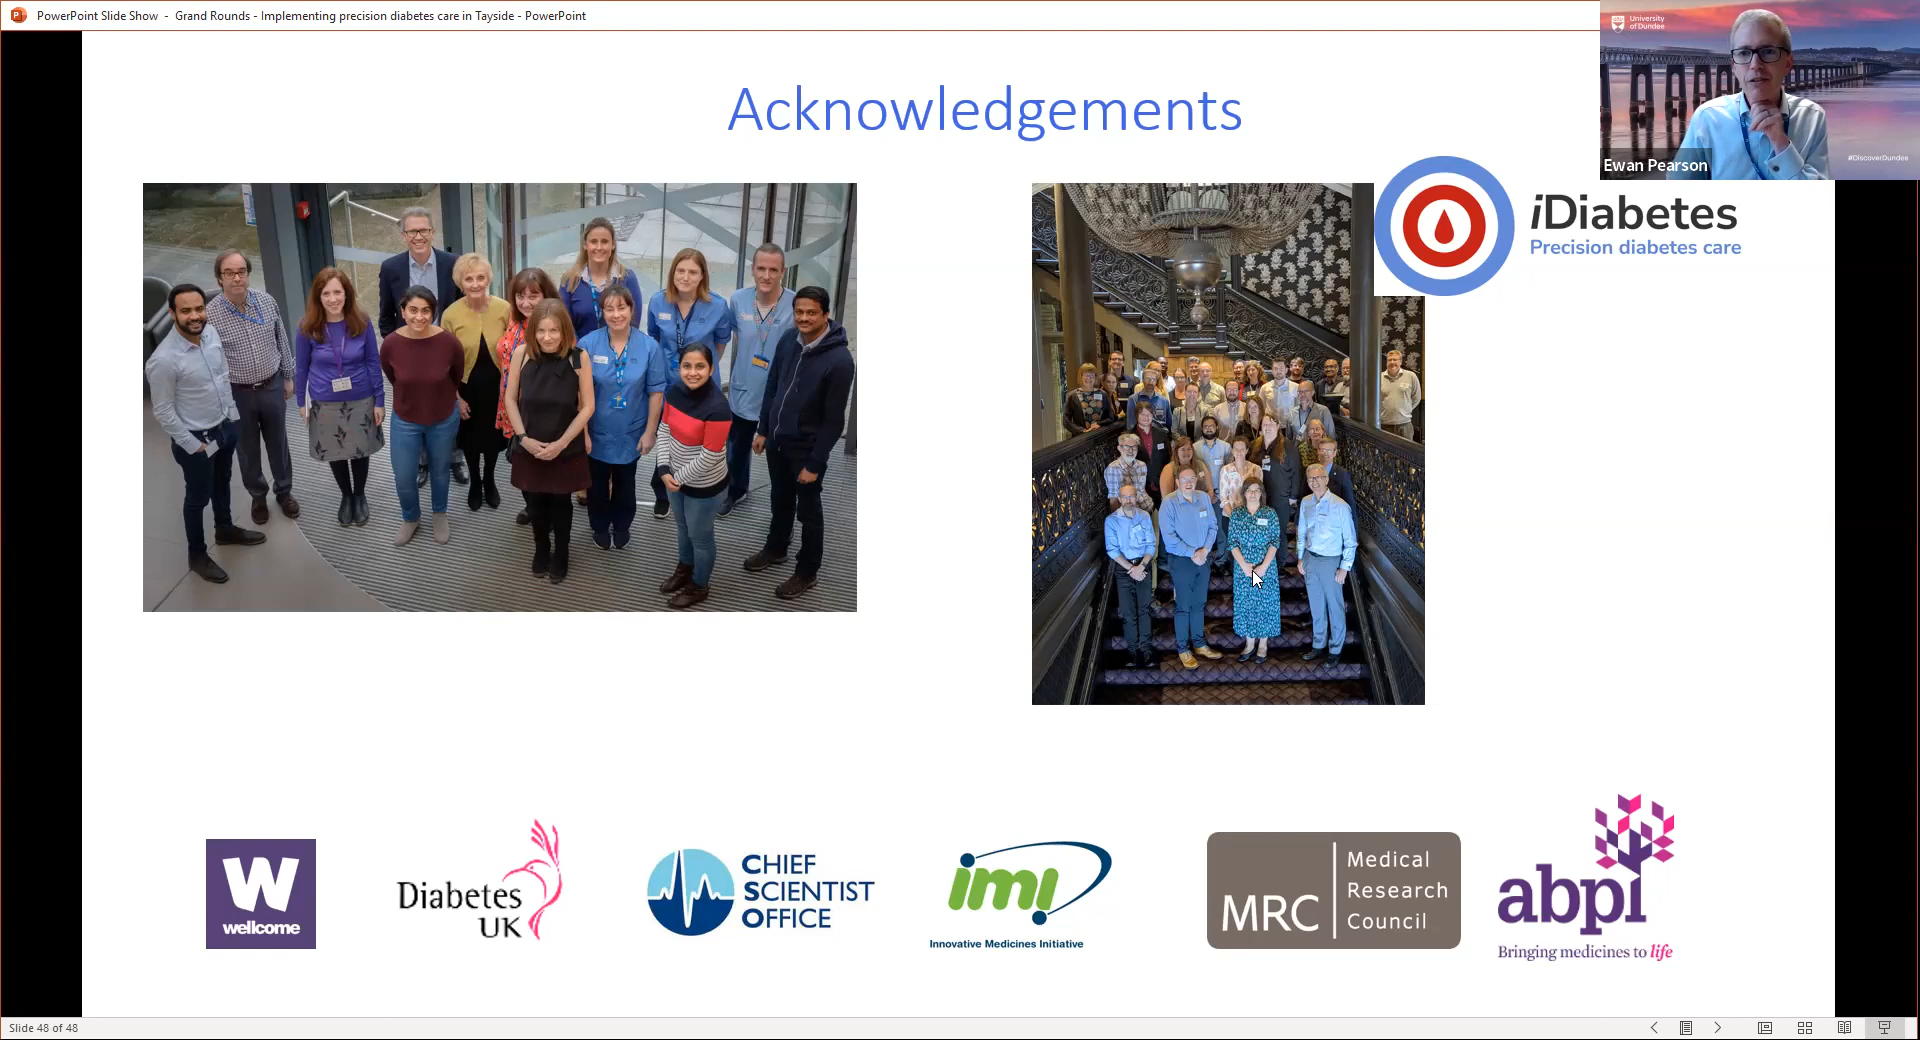 PowerPoint Slide Show - Grand Rounds - Implementing precision diabetes care in Tayside - PowerPoint
University
of Dundee
#DiscoverDundee
Ewan Pearson
Acknowledgements
iDiabetes
Precision diabetes care
W
wellcome
Diabetes
UK
CHIEF
SCIENTIST
OFFICE
imi
Innovative Medicines Initiative
MRC
Medical
Research
Council
abpi
Bringing medicines to life
Slide 48 of 48